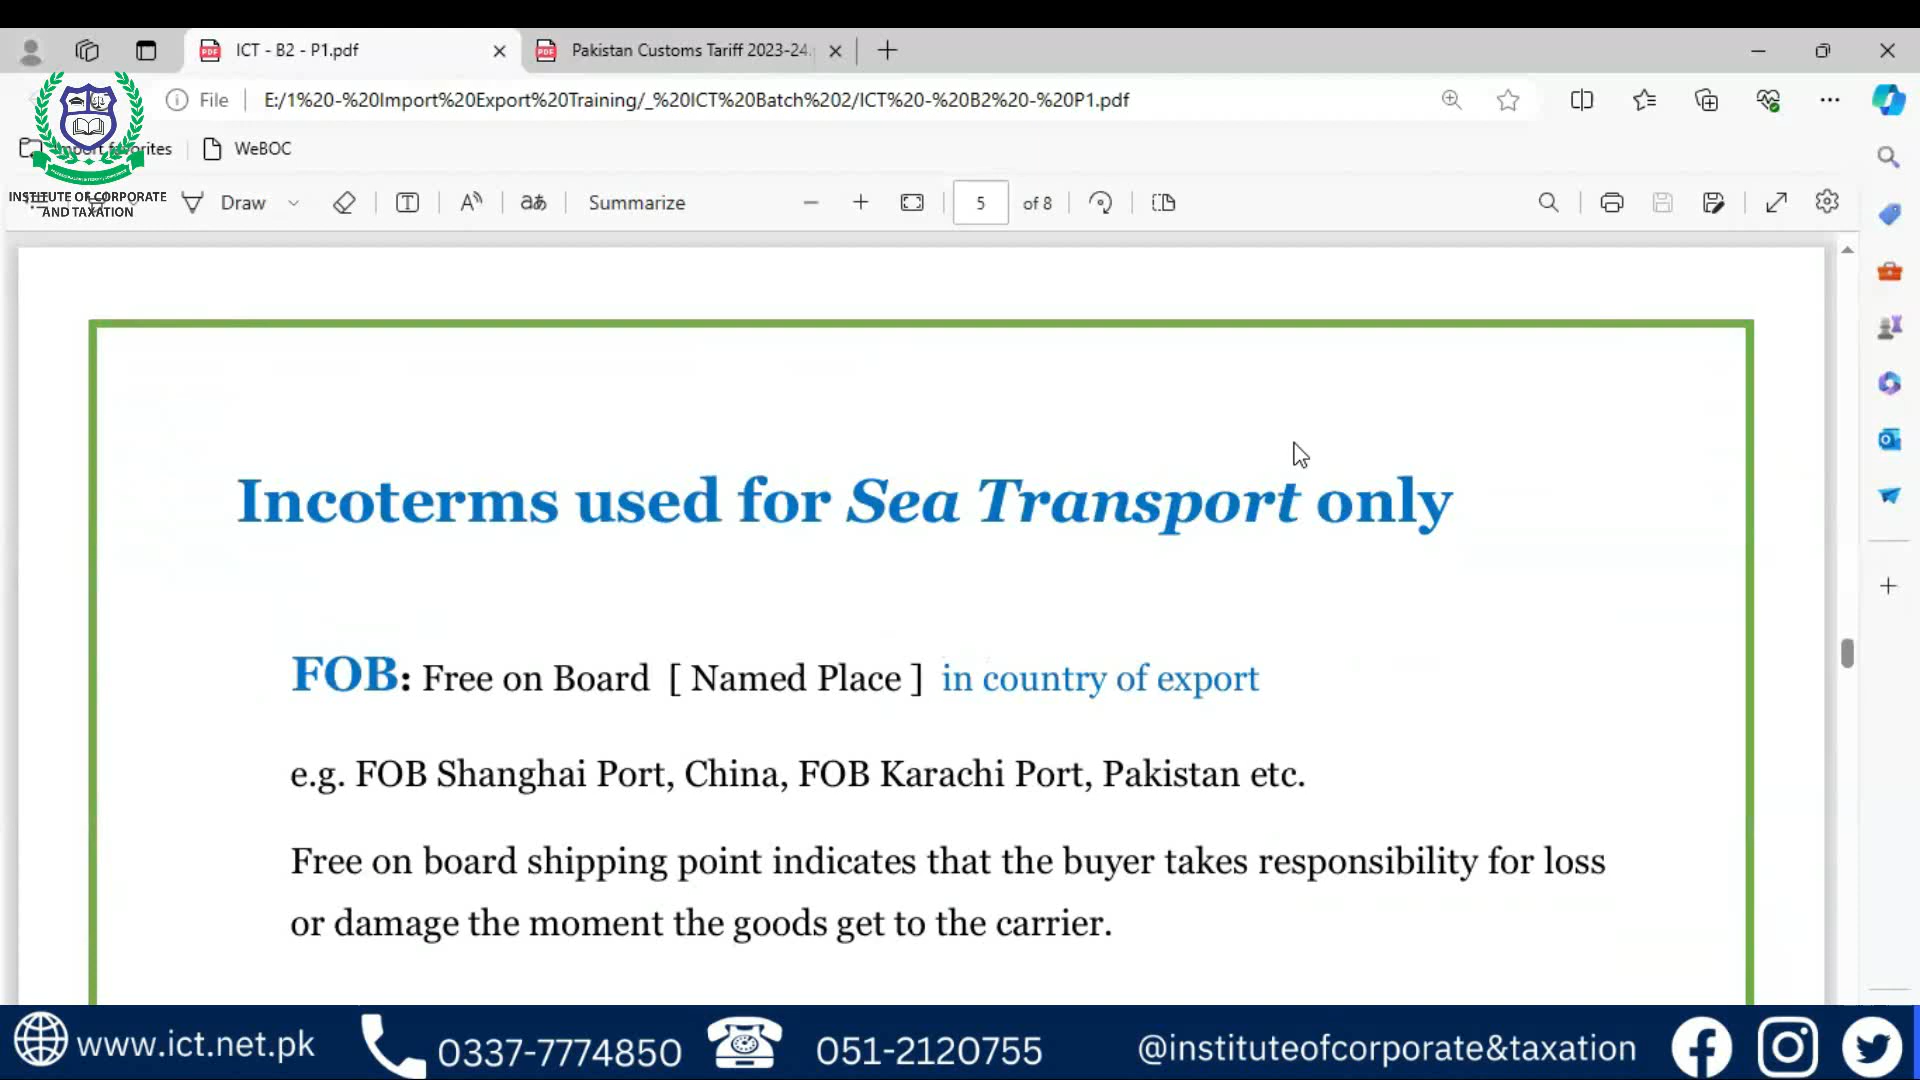 ICT - B2 - P1.pdf
Pakistan Customs Tariff 2023-24.
File
E:/1%20-%20Import%20Export%20Training/_%20ICT%20Batch%202/ICT%20-%20B2%20-%20P1.pdf
Import favorites
WeBOC
INSTITUTE OF CORPORATE
AND TAXATION
Draw
Summarize
5 of 8
Incoterms used for Sea Transport only
FOB: Free on Board [ Named Place ] in country of export
e.g. FOB Shanghai Port, China, FOB Karachi Port, Pakistan etc.
Free on board shipping point indicates that the buyer takes responsibility for loss
or damage the moment the goods get to the carrier.
www.ict.net.pk 0337-7774850 051-2120755 @instituteofcorporate&taxation